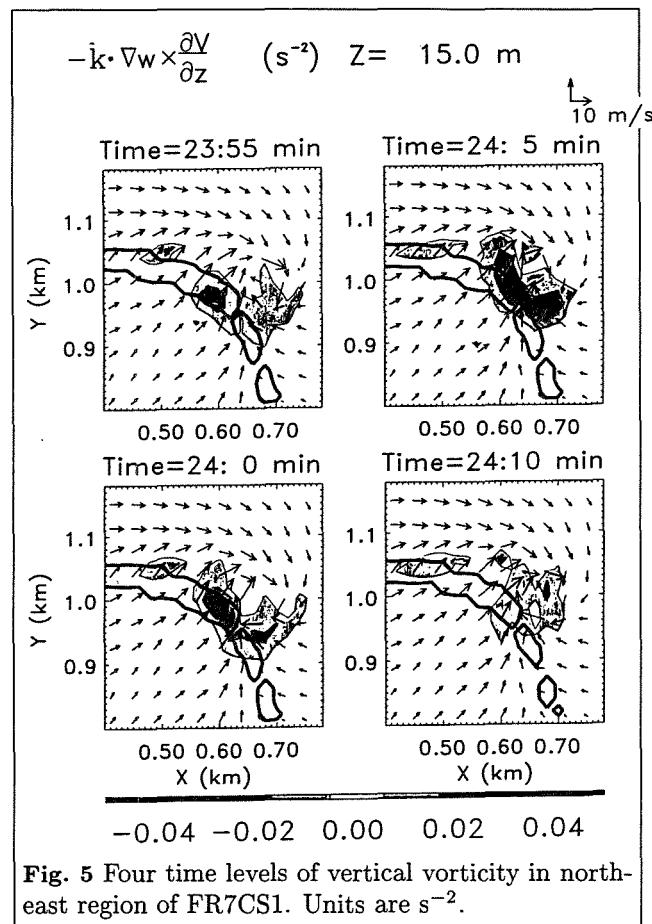 −k̂· ∇w×∂V/∂z (s⁻²) Z= 15.0 m
10 m/s
Time=23:55 min
Time=24: 5 min
1.1
1.0
0.9
Y (km)
0.50 0.60 0.70
0.50 0.60 0.70
1.1
1.0
0.9
Time=24: 0 min
Time=24:10 min
1.1
1.0
0.9
Y (km)
0.50 0.60 0.70
X (km)
1.1
1.0
0.9
0.50 0.60 0.70
X (km)
−0.04 −0.02 0.00 0.02 0.04
Fig. 5 Four time levels of vertical vorticity in north-
east region of FR7CS1. Units are s⁻².